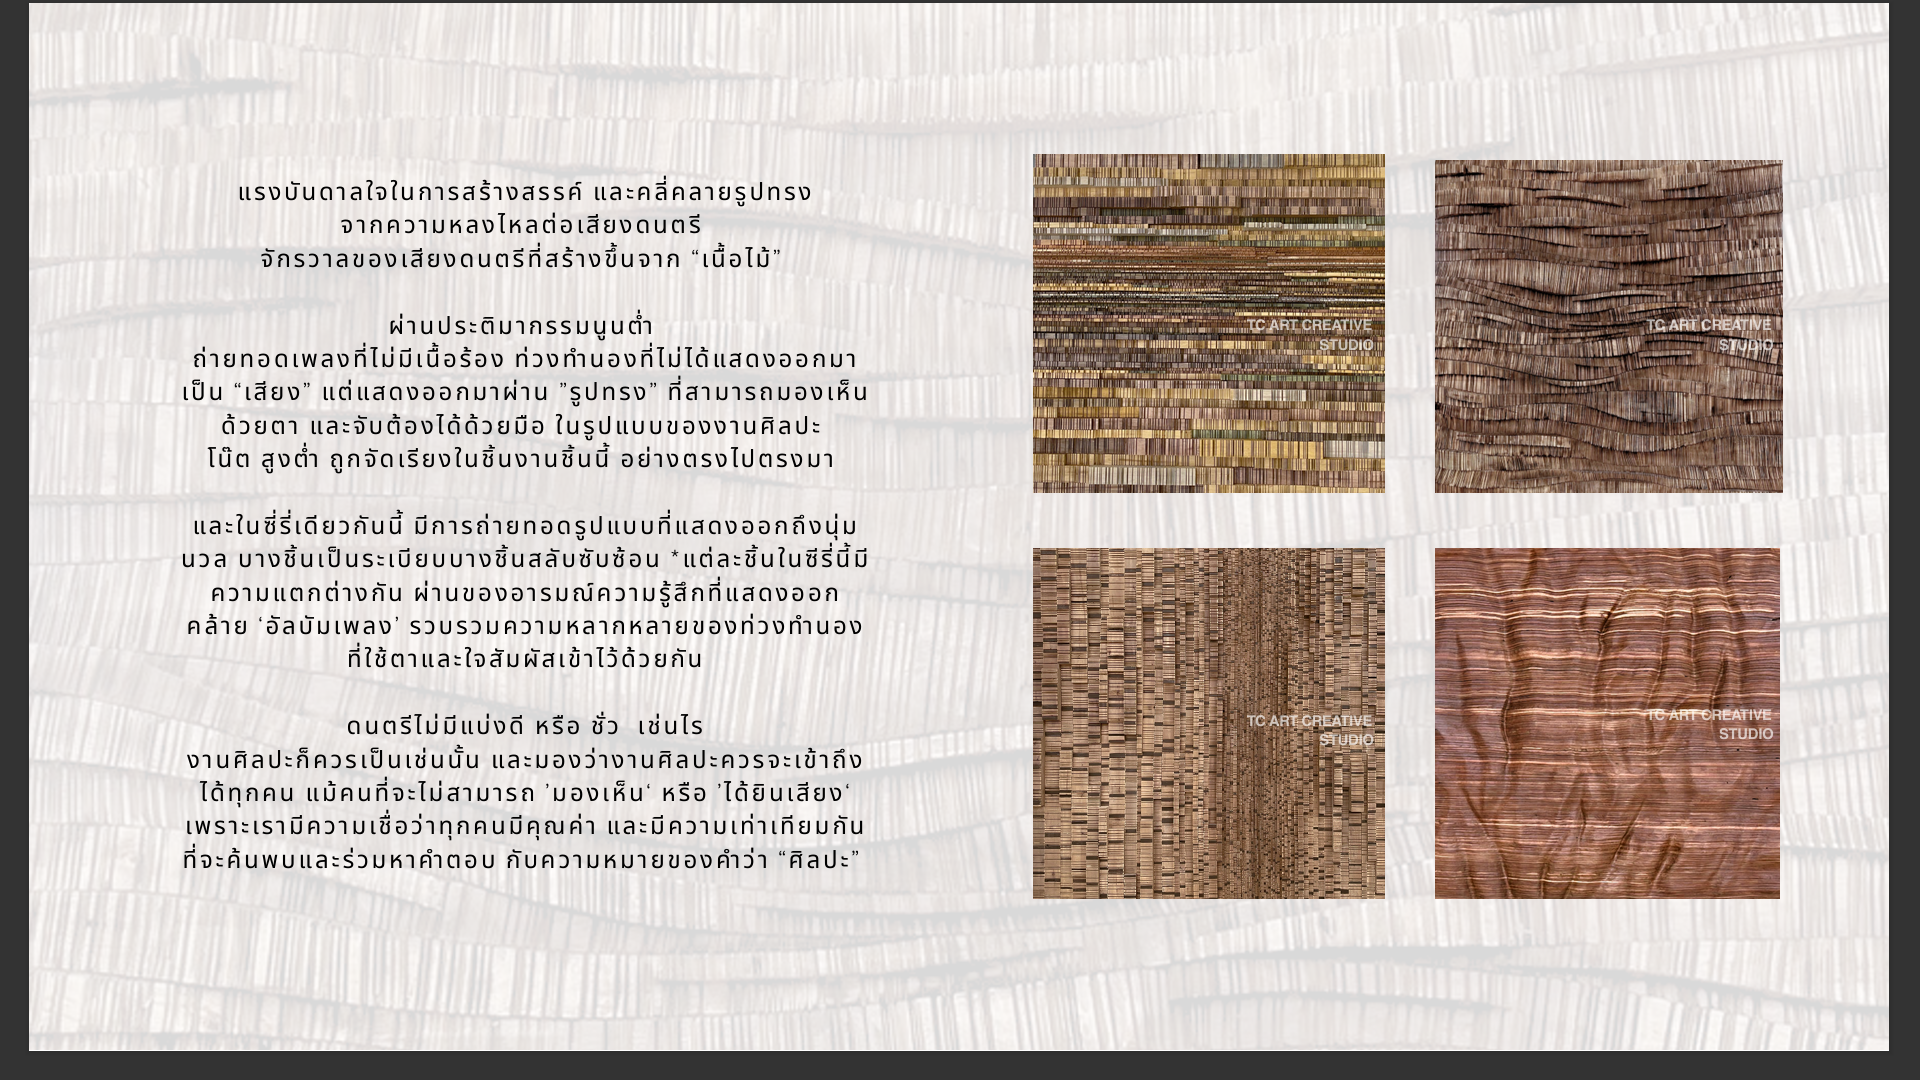 แรงบันดาลใจในการสร้างสรรค์ และคลี่คลายรูปทรง
จากความหลงไหลต่อเสียงดนตรี
จักรวาลของเสียงดนตรีที่สร้างขึ้นจาก “เนื้อไม้”
ผ่านประติมากรรมนูนต่ำ
ถ่ายทอดเพลงที่ไม่มีเนื้อร้อง ท่วงทำนองที่ไม่ได้แสดงออกมา
เป็น “เสียง” แต่แสดงออกมาผ่าน ”รูปทรง” ที่สามารถมองเห็น
ด้วยตา และจับต้องได้ด้วยมือ ในรูปแบบของงานศิลปะ
โน๊ต สูงต่ำ ถูกจัดเรียงในชิ้นงานชิ้นนี้ อย่างตรงไปตรงมา
และในซี่รี่เดียวกันนี้ มีการถ่ายทอดรูปแบบที่แสดงออกถึงนุ่ม
นวล บางชิ้นเป็นระเบียบบางชิ้นสลับซับซ้อน *แต่ละชิ้นในซีรี่นี้มี
ความแตกต่างกัน ผ่านของอารมณ์ความรู้สึกที่แสดงออก
คล้าย ‘อัลบัมเพลง’ รวบรวมความหลากหลายของท่วงทำนอง
ที่ใช้ตาและใจสัมผัสเข้าไว้ด้วยกัน
ดนตรีไม่มีแบ่งดี หรือ ชั่ว  เช่นไร
งานศิลปะก็ควรเป็นเช่นนั้น และมองว่างานศิลปะควรจะเข้าถึง
ได้ทุกคน แม้คนที่จะไม่สามารถ ’มองเห็น‘ หรือ ’ได้ยินเสียง‘
เพราะเรามีความเชื่อว่าทุกคนมีคุณค่า และมีความเท่าเทียมกัน
ที่จะค้นพบและร่วมหาคำตอบ กับความหมายของคำว่า “ศิลปะ”
TC ART CREATIVE
STUDIO
TC ART CREATIVE
STUDIO
TC ART CREATIVE
STUDIO
TC ART CREATIVE
STUDIO